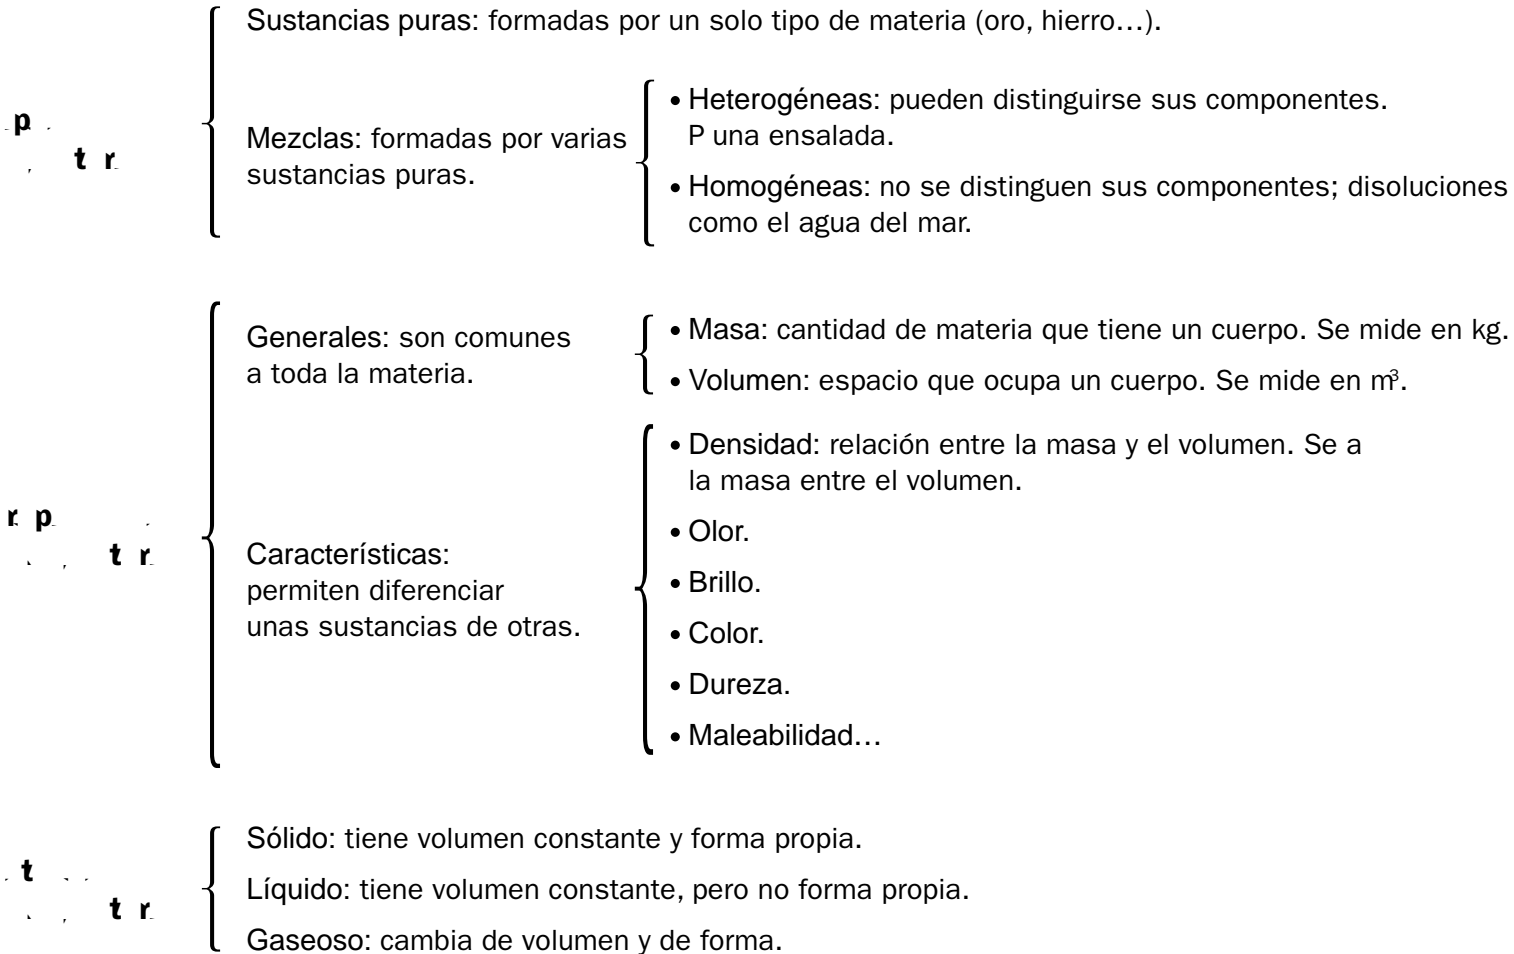 Sustancias puras: formadas por un solo tipo de materia (oro, hierro...).
Mezclas: formadas por varias
sustancias puras.
• Heterogéneas: pueden distinguirse sus componentes.
P una ensalada.
• Homogéneas: no se distinguen sus componentes; disoluciones
como el agua del mar.
Generales: son comunes
a toda la materia.
• Masa: cantidad de materia que tiene un cuerpo. Se mide en kg.
• Volumen: espacio que ocupa un cuerpo. Se mide en m³.
Características:
permiten diferenciar
unas sustancias de otras.
• Densidad: relación entre la masa y el volumen. Se a
la masa entre el volumen.
• Olor.
• Brillo.
• Color.
• Dureza.
• Maleabilidad...
Sólido: tiene volumen constante y forma propia.
Líquido: tiene volumen constante, pero no forma propia.
Gaseoso: cambia de volumen y de forma.